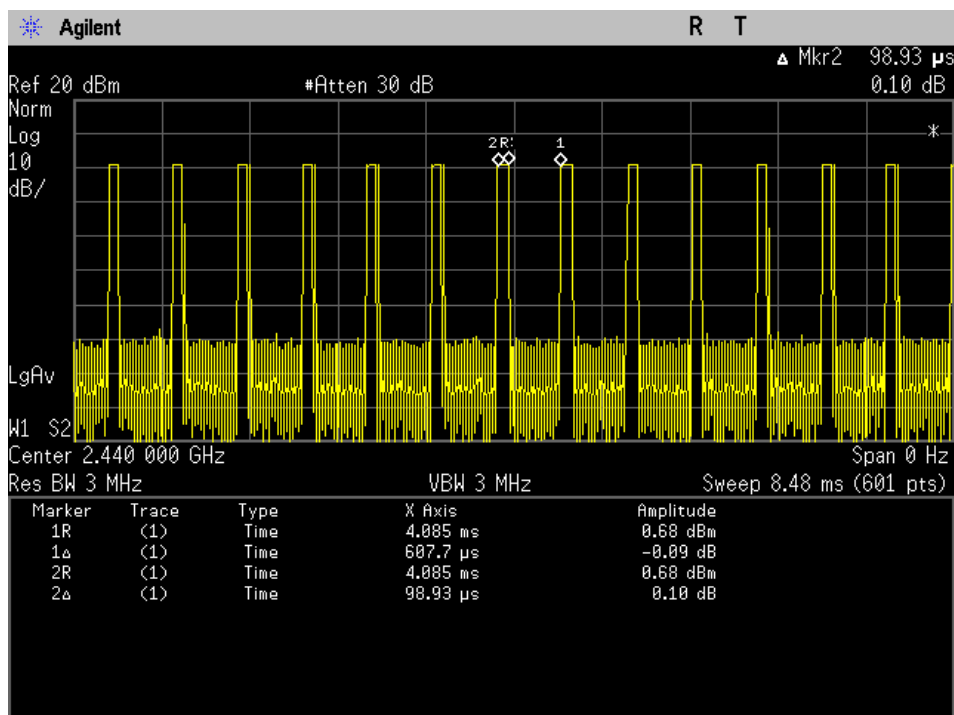 Agilent R T
Δ Mkr2 98.93 µs
Ref 20 dBm #Atten 30 dB 0.10 dB
Norm
Log
10
dB/
2R 1
*
LgAv
W1 S2
Center 2.440 000 GHz Span 0 Hz
Res BW 3 MHz VBW 3 MHz Sweep 8.48 ms (601 pts)
Marker Trace Type X Axis Amplitude
1R (1) Time 4.085 ms 0.68 dBm
1Δ (1) Time 607.7 µs -0.09 dB
2R (1) Time 4.085 ms 0.68 dBm
2Δ (1) Time 98.93 µs 0.10 dB